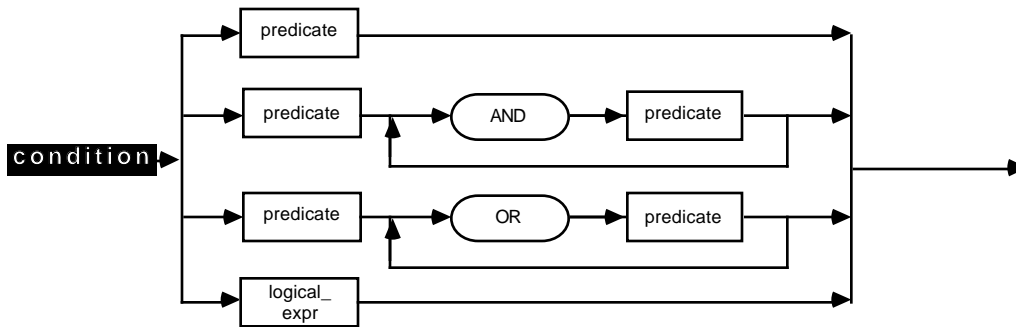 predicate
predicate
AND
predicate
condition
predicate
OR
predicate
logical_
expr